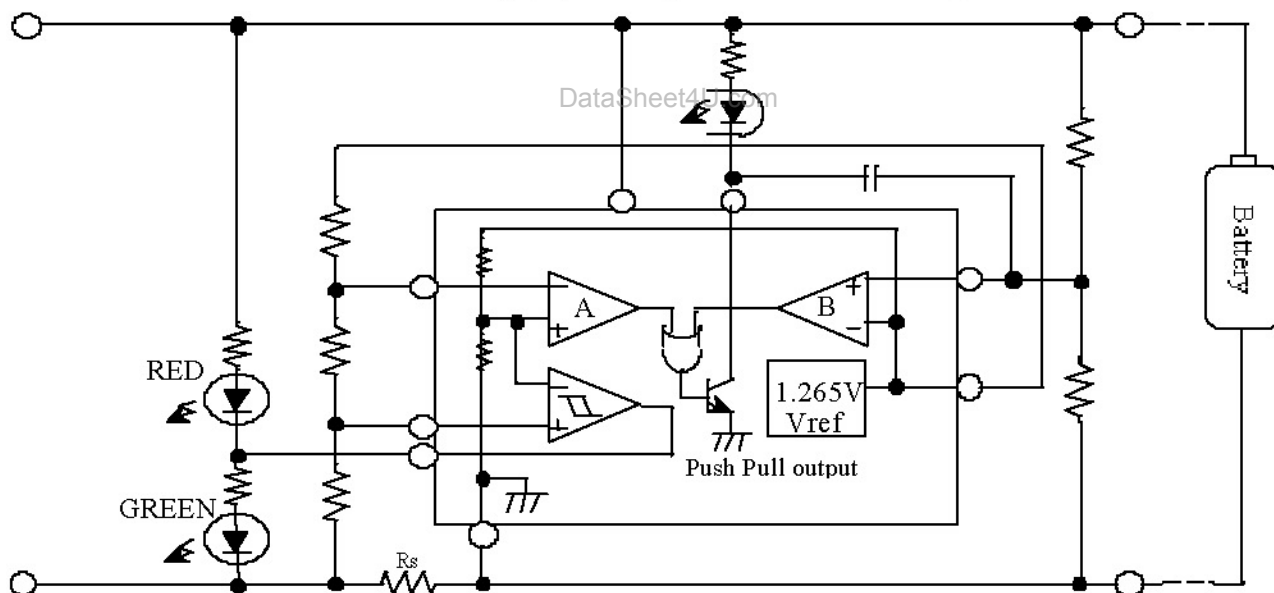 DataSheet4U.com
Battery
A
B
+
-
-
+
-
+
RED
1.265V
Vref
Push Pull output
GREEN
Rs